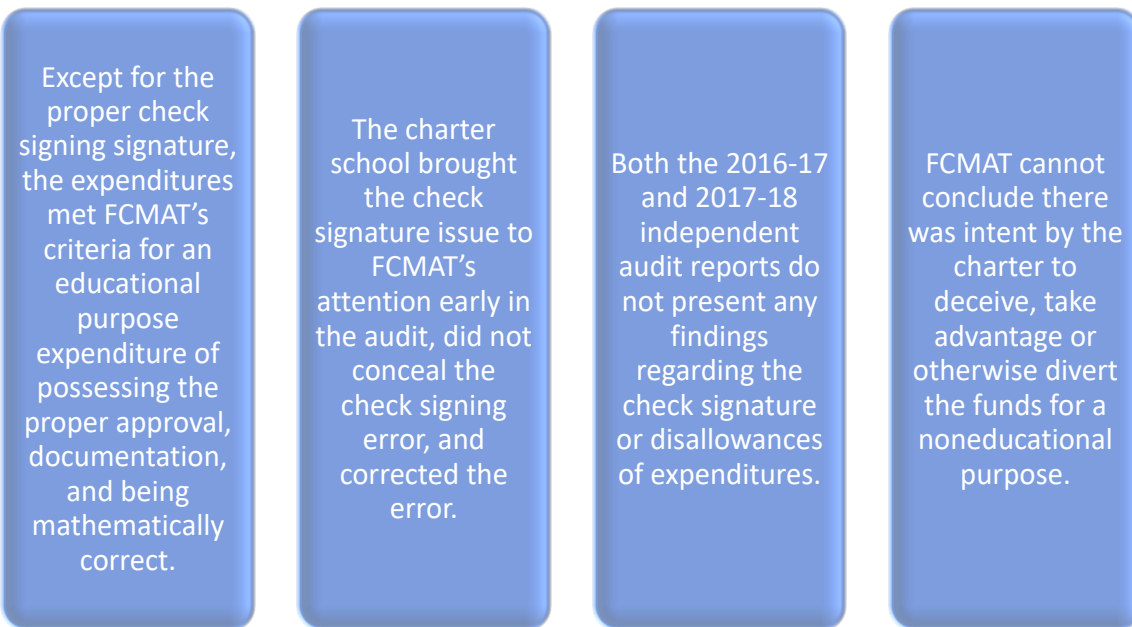 Except for the
proper check
signing signature,
the expenditures
met FCMAT’s
criteria for an
educational
purpose
expenditure of
possessing the
proper approval,
documentation,
and being
mathematically
correct.
The charter
school brought
the check
signature issue to
FCMAT’s
attention early in
the audit, did not
conceal the
check signing
error, and
corrected the
error.
Both the 2016-17
and 2017-18
independent
audit reports do
not present any
findings
regarding the
check signature
or disallowances
of expenditures.
FCMAT cannot
conclude there
was intent by the
charter to
deceive, take
advantage or
otherwise divert
the funds for a
noneducational
purpose.